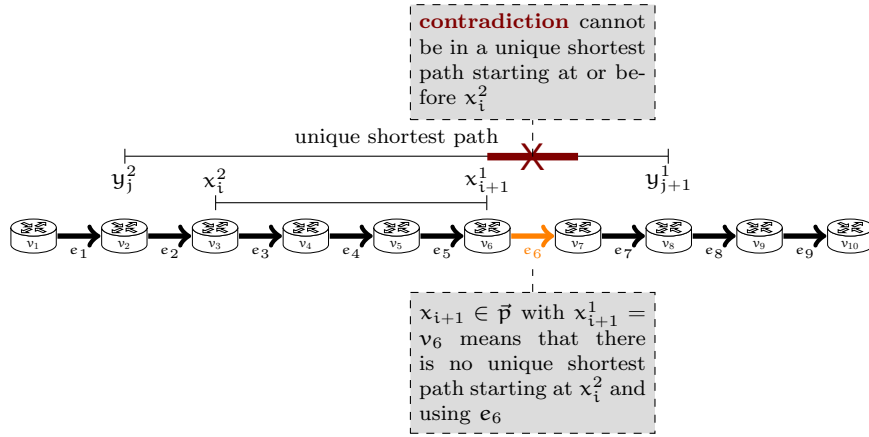 contradiction cannot
be in a unique shortest
path starting at or be-
fore x_i^2
unique shortest path
y_j^2 x_i^2 x_{i+1}^1 y_{j+1}^1
v_1 v_2 v_3 v_4 v_5 v_6 v_7 v_8 v_9 v_{10}
e_1 e_2 e_3 e_4 e_5 e_6 e_7 e_8 e_9
x_{i+1} ∈ p⃗ with x_{i+1}^1 =
v_6 means that there
is no unique shortest
path starting at x_i^2 and
using e_6